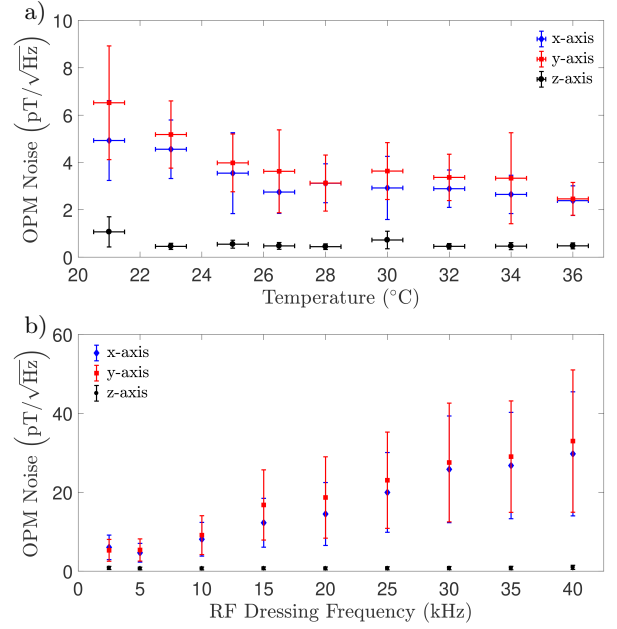 a)
10
8
6
4
2
0
OPM Noise (pT/√Hz)
x-axis
y-axis
z-axis
20 22 24 26 28 30 32 34 36
Temperature (°C)
b)
60
40
20
0
OPM Noise (pT/√Hz)
x-axis
y-axis
z-axis
0 5 10 15 20 25 30 35 40
RF Dressing Frequency (kHz)